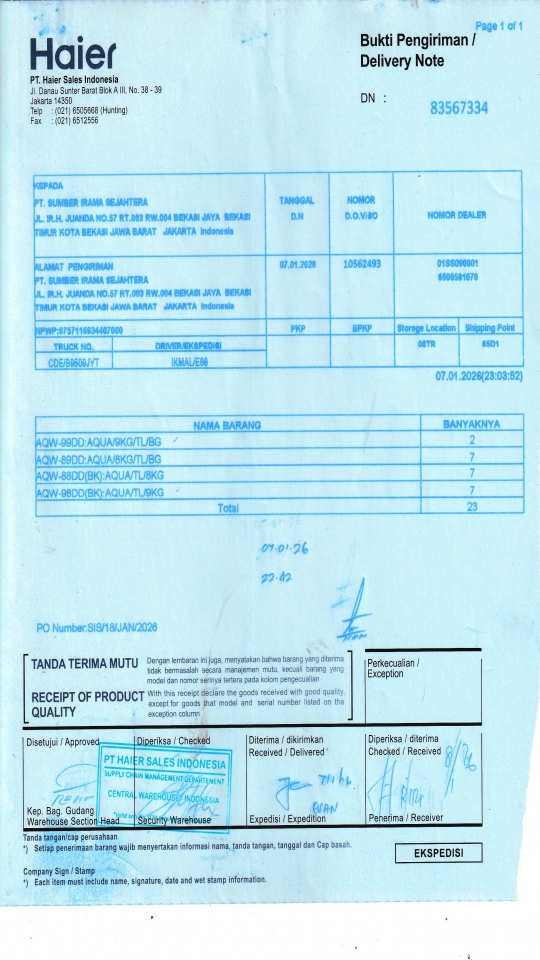 Page 1 of 1
Haier
Bukti Pengiriman /
Delivery Note
PT. Haier Sales Indonesia
Jl. Danau Sunter Barat Blok A III, No. 38 - 39
Jakarta 14350
Telp : (021) 6505668 (Hunting)
Fax : (021) 6512556
DN : 83567334
KEPADA
PT. SUMBER IRAMA SEJAHTERA
JL. IR.H. JUANDA NO.57 RT.003 RW.004 BEKASI JAYA BEKASI
TIMUR KOTA BEKASI JAWA BARAT JAKARTA Indonesia
TANGGAL
D.N
NOMOR
D.O.V/SO
NOMOR DEALER
ALAMAT PENGIRIMAN
PT. SUMBER IRAMA SEJAHTERA
JL. IR.H. JUANDA NO.57 RT.003 RW.004 BEKASI JAYA BEKASI
TIMUR KOTA BEKASI JAWA BARAT JAKARTA Indonesia
07.01.2026
10562493
NPWP:
PKP
BPKP
Storage Location
Shipping Point
TRUCK NO.
DRIVER/EKSPEDISI
IKMAL/E66
07.01.2026(23:03:52)
NAMA BARANG
BANYAKNYA
AQW-99DD:AQUA/9KG/TL/BG 2
AQW-89DD:AQUA/8KG/TL/BG 7
AQW-88DD(BK):AQUA/TL/8KG 7
AQW-98DD(BK):AQUA/TL/9KG 7
Total 23
07.01.26
22.42
PO Number:SIS/18/JAN/2026
TANDA TERIMA MUTU
Dengan lembaran ini juga, menyatakan bahwa barang yang diterima
tidak bermasalah secara manajemen mutu, kecuali barang yang
model dan nomor serinya tertera pada kolom pengecualian
RECEIPT OF PRODUCT
QUALITY
With this receipt declare the goods received with good quality,
except for goods that model and serial number listed on the
exception column
Perkecualian /
Exception
Disetujui / Approved
Diperiksa / Checked
Diterima / dikirimkan
Received / Delivered
Diperiksa / diterima
Checked / Received
PT HAIER SALES INDONESIA
SUPPLY CHAIN MANAGEMENT DEPARTEMENT
CENTRAL WAREHOUSE INDONESIA
EVAN
Kep. Bag. Gudang
Warehouse Section Head
Security Warehouse
Expedisi / Expedition
Penerima / Receiver
Tanda tangan/cap perusahaan
*) Setiap penerimaan barang wajib menyertakan informasi nama, tanda tangan, tanggal dan Cap basah.
EKSPEDISI
Company Sign / Stamp
*) Each item must include name, signature, date and wet stamp information.